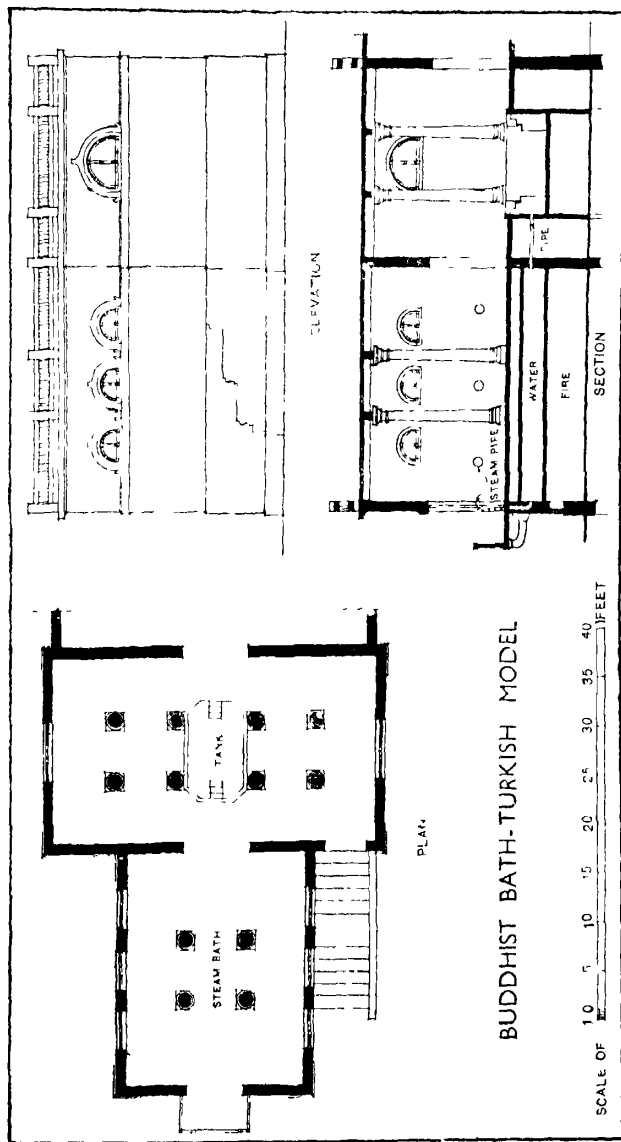 ELEVATION
PIPE
STEAM PIPE
WATER
FIRE
SECTION
TANK
STEAM BATH
PLAN
BUDDHIST BATH-TURKISH MODEL
SCALE OF 10 5 10 15 20 25 30 35 40 FEET